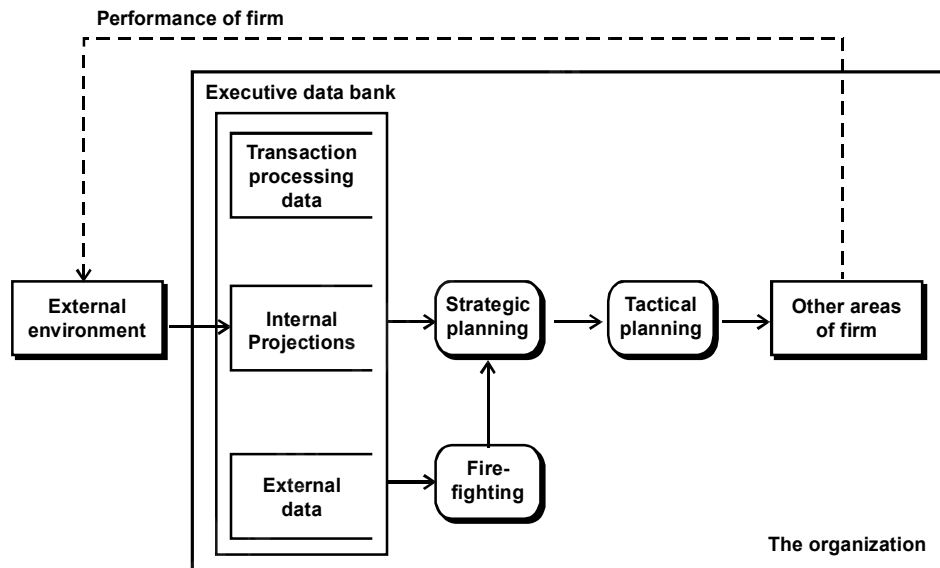 Performance of firm
Executive data bank
Transaction
processing
data
External
environment
Internal
Projections
Strategic
planning
Tactical
planning
Other areas
of firm
External
data
Fire-
fighting
The organization